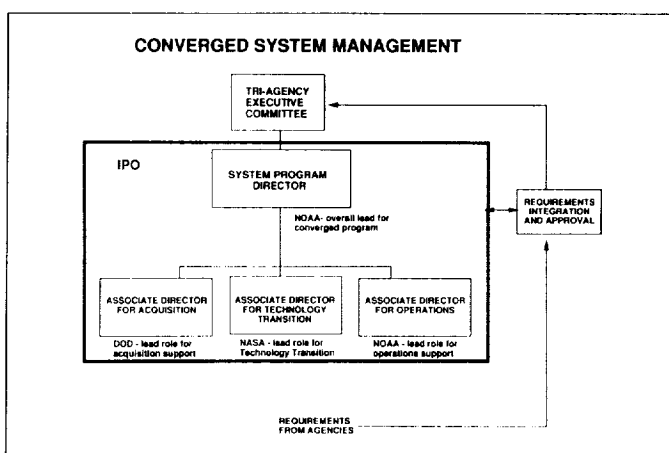 CONVERGED SYSTEM MANAGEMENT
TRI-AGENCY
EXECUTIVE
COMMITTEE
IPO
SYSTEM PROGRAM
DIRECTOR
NOAA- overall lead for
converged program
REQUIREMENTS
INTEGRATION
AND APPROVAL
ASSOCIATE DIRECTOR
FOR ACQUISITION
DOD - lead role for
acquisition support
ASSOCIATE DIRECTOR
FOR TECHNOLOGY
TRANSITION
NASA - lead role for
Technology Transition
ASSOCIATE DIRECTOR
FOR OPERATIONS
NOAA - lead role for
operations support
REQUIREMENTS
FROM AGENCIES